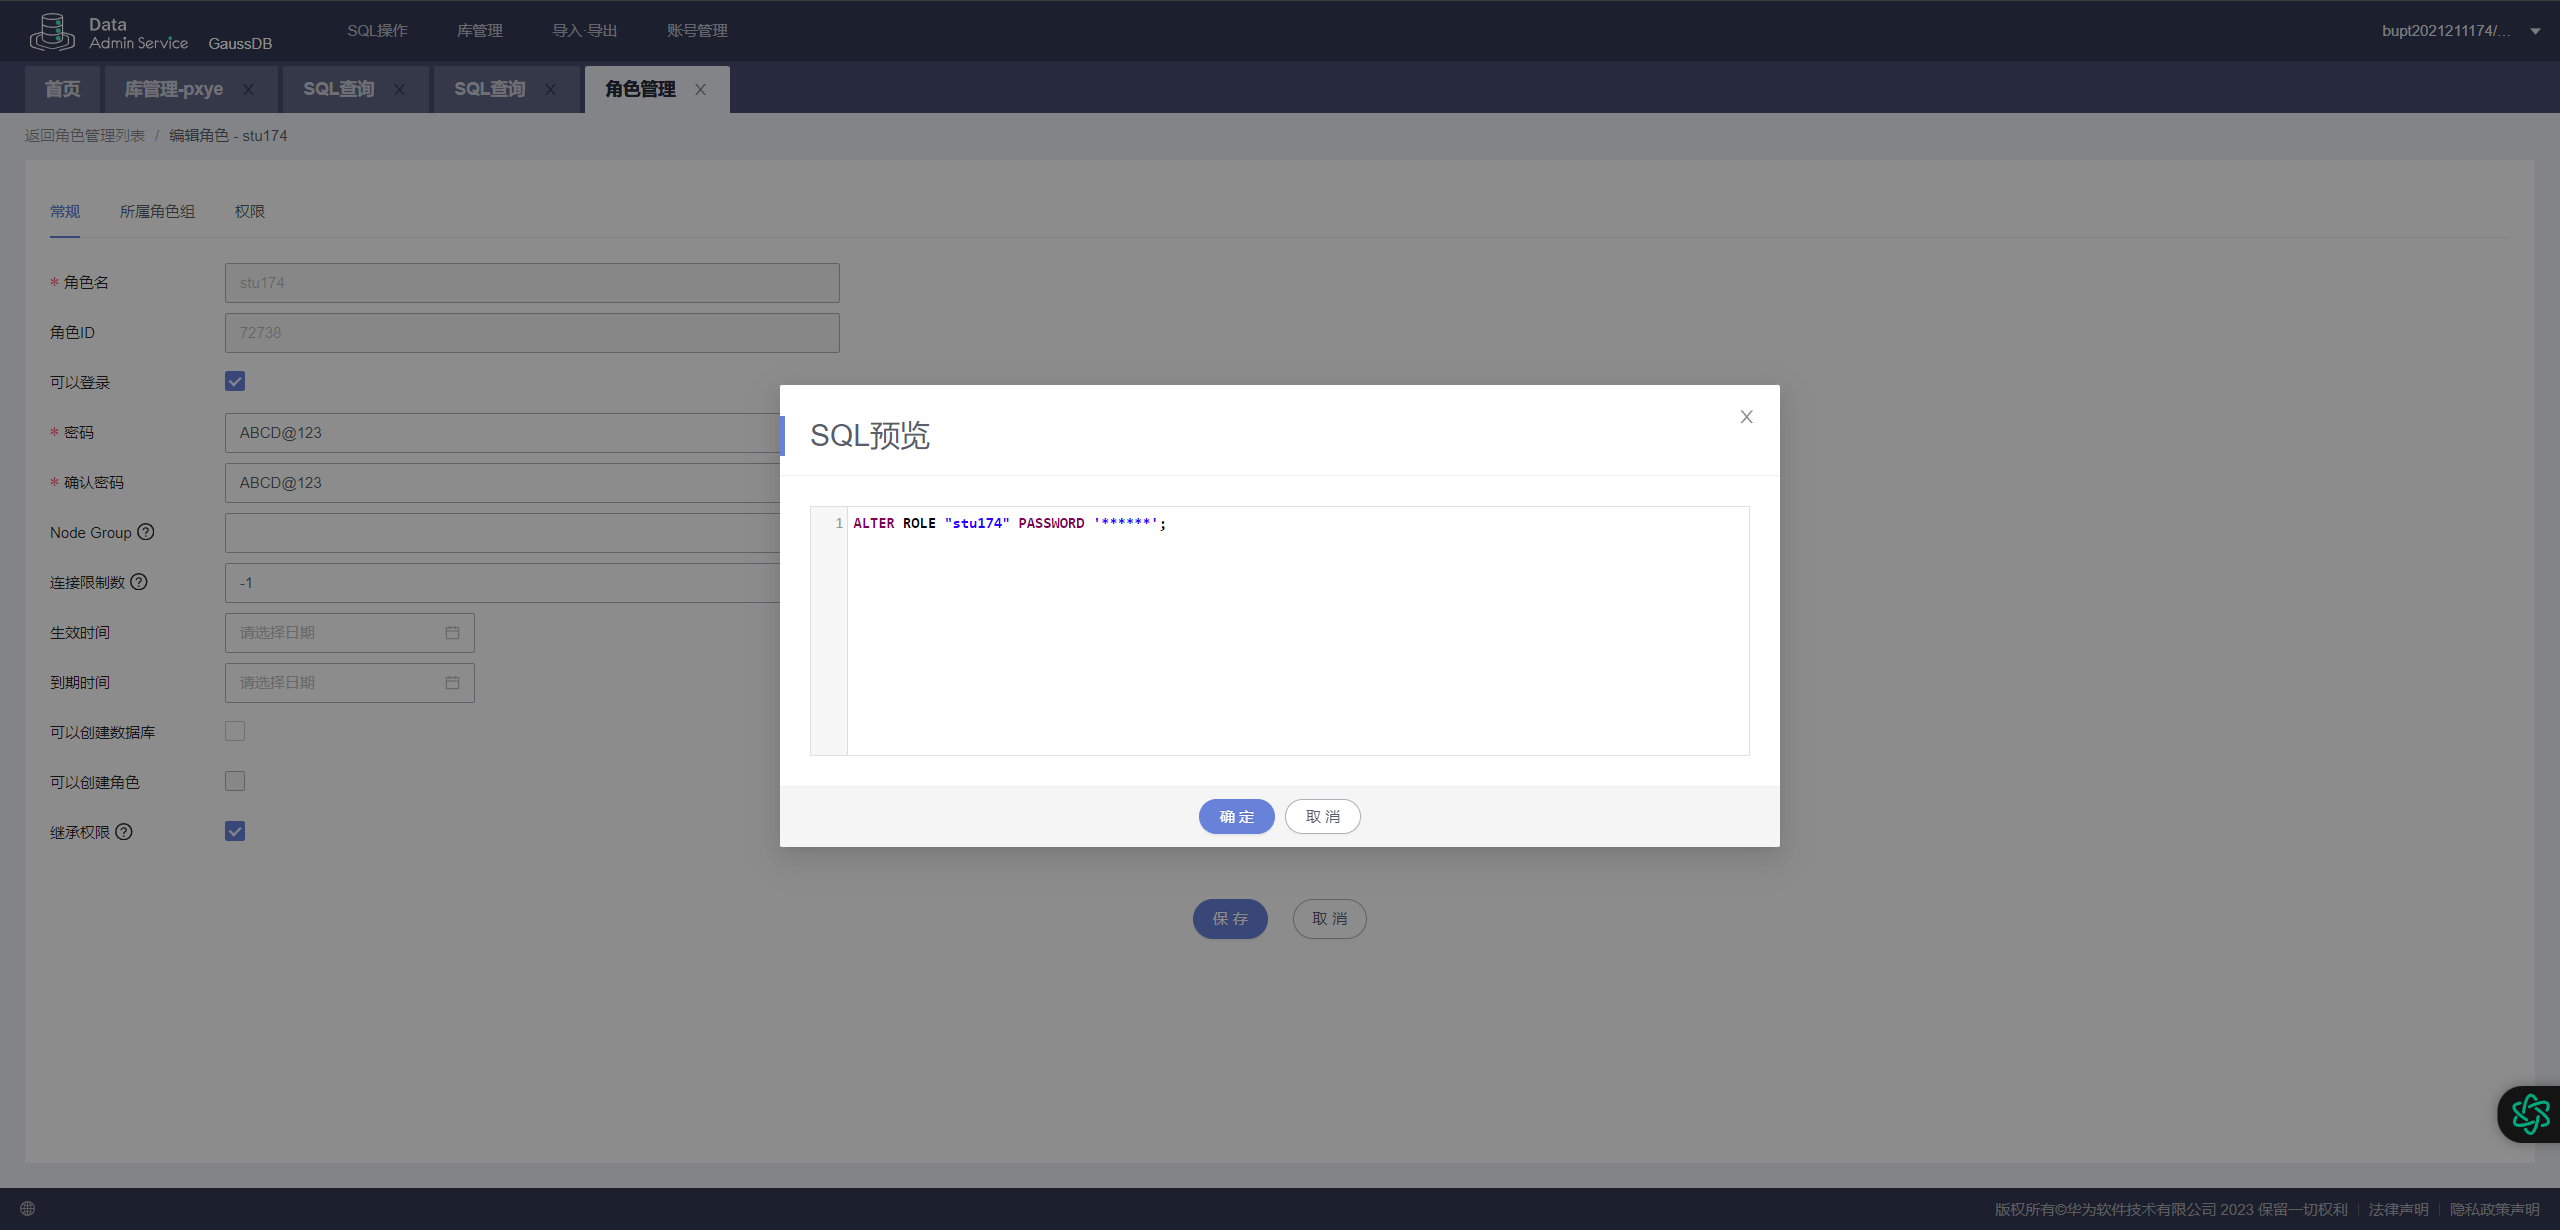 Data
Admin Service GaussDB SQL操作 库管理 导入·导出 账号管理 bupt2021211174/...
首页 库管理-pxye SQL查询 SQL查询 角色管理
返回角色管理列表 / 编辑角色 - stu174
常规 所属角色组 权限
* 角色名 stu174
角色ID 72738
可以登录
* 密码 ABCD@123
* 确认密码 ABCD@123
Node Group ?
连接限制数 ? -1
生效时间 请选择日期
到期时间 请选择日期
可以创建数据库
可以创建角色
继承权限 ?
SQL预览
1 ALTER ROLE "stu174" PASSWORD '******';
确 定 取 消
保 存 取 消
版权所有©华为软件技术有限公司 2023 保留一切权利 | 法律声明 | 隐私政策声明